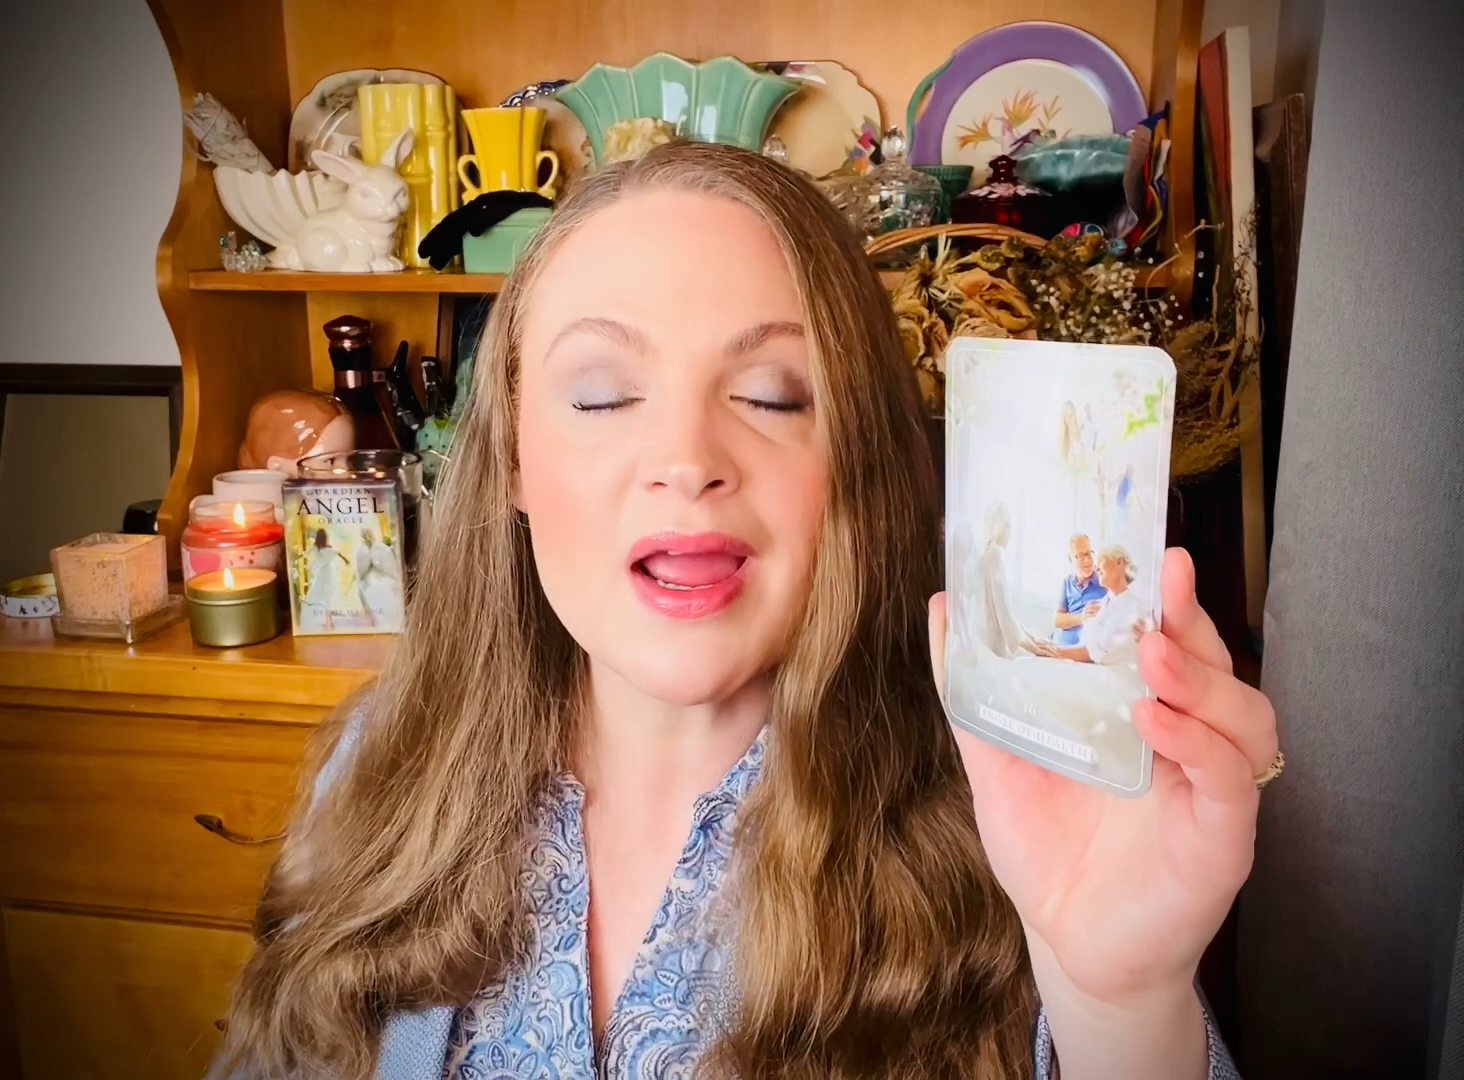 GUARDIAN
ANGEL
ORACLE
16
ANGEL OF HEALTH